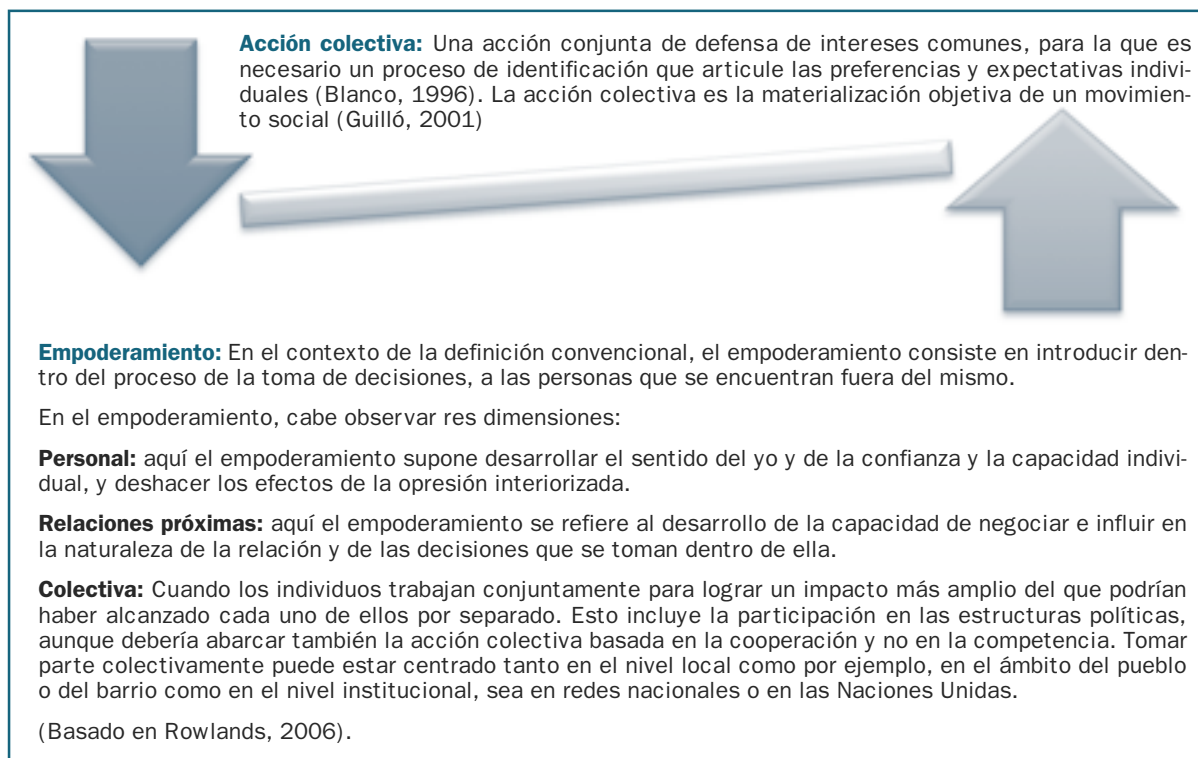 Acción colectiva: Una acción conjunta de defensa de intereses comunes, para la que es
necesario un proceso de identificación que articule las preferencias y expectativas indivi-
duales (Blanco, 1996). La acción colectiva es la materialización objetiva de un movimien-
to social (Guilló, 2001)
Empoderamiento: En el contexto de la definición convencional, el empoderamiento consiste en introducir den-
tro del proceso de la toma de decisiones, a las personas que se encuentran fuera del mismo.
En el empoderamiento, cabe observar res dimensiones:
Personal: aquí el empoderamiento supone desarrollar el sentido del yo y de la confianza y la capacidad indivi-
dual, y deshacer los efectos de la opresión interiorizada.
Relaciones próximas: aquí el empoderamiento se refiere al desarrollo de la capacidad de negociar e influir en
la naturaleza de la relación y de las decisiones que se toman dentro de ella.
Colectiva: Cuando los individuos trabajan conjuntamente para lograr un impacto más amplio del que podrían
haber alcanzado cada uno de ellos por separado. Esto incluye la participación en las estructuras políticas,
aunque debería abarcar también la acción colectiva basada en la cooperación y no en la competencia. Tomar
parte colectivamente puede estar centrado tanto en el nivel local como por ejemplo, en el ámbito del pueblo
o del barrio como en el nivel institucional, sea en redes nacionales o en las Naciones Unidas.
(Basado en Rowlands, 2006).